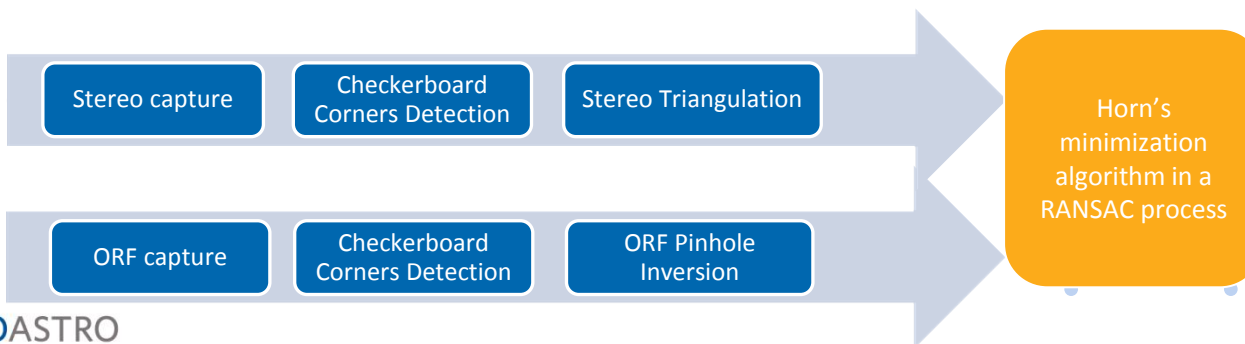 Stereo capture
Checkerboard
Corners Detection
Stereo Triangulation
ORF capture
Checkerboard
Corners Detection
ORF Pinhole
Inversion
Horn's
minimization
algorithm in a
RANSAC process
DASTRO